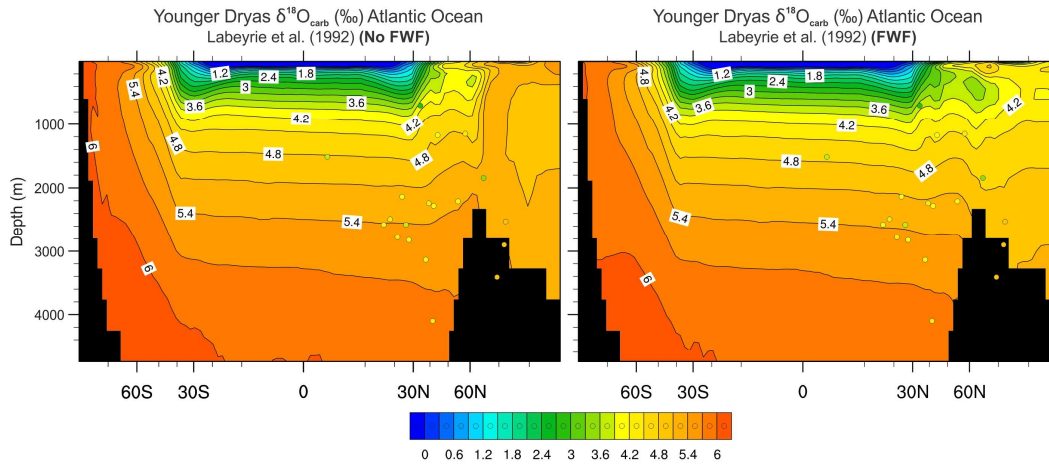 Younger Dryas δ¹⁸Ocarb (‰) Atlantic Ocean
Labeyrie et al. (1992) (No FWF)
Younger Dryas δ¹⁸Ocarb (‰) Atlantic Ocean
Labeyrie et al. (1992) (FWF)
Depth (m)
1000
2000
3000
4000
5.4 4.2 1.2 2.4 1.8
3
3.6 3.6
4.2 4.2
6 4.8 4.8 4.8
5.4 5.4
6
4.8 1.2 2.4 1.8
3
3.6 3.6
4.2 4.2
4.8 4.8
5.4 5.4
6
60S 30S 0 30N 60N
60S 30S 0 30N 60N
0 0.6 1.2 1.8 2.4 3 3.6 4.2 4.8 5.4 6